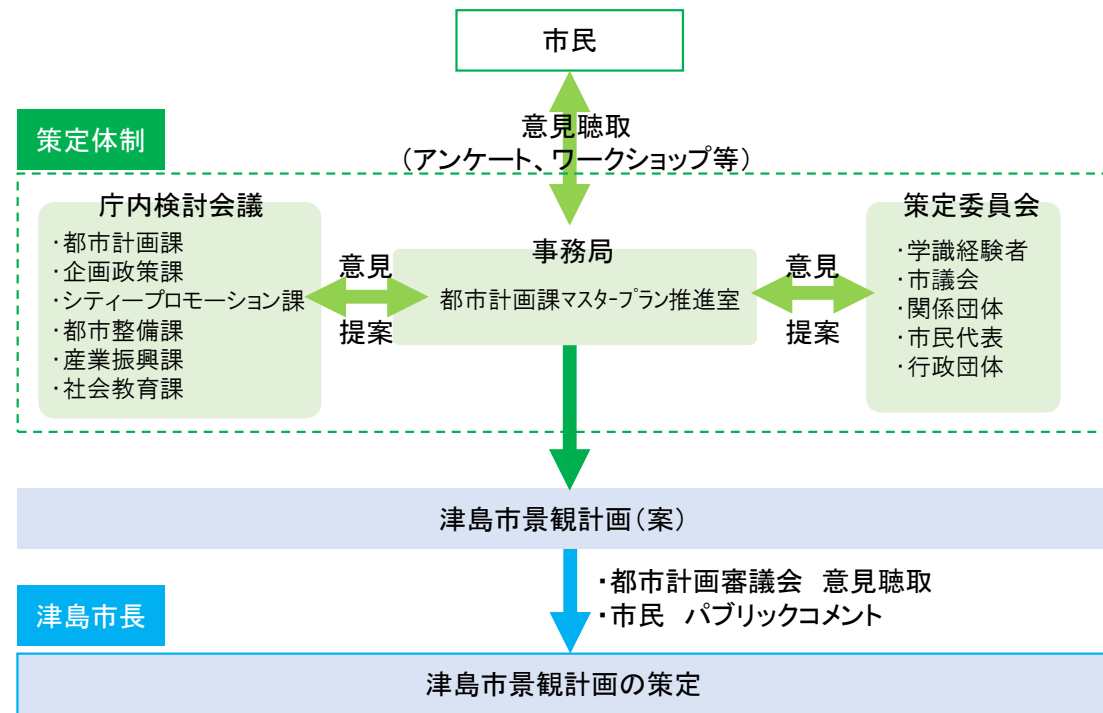 市民
意見聴取
（アンケート、ワークショップ等）
策定体制
庁内検討会議
・都市計画課
・企画政策課
・シティープロモーション課
・都市整備課
・産業振興課
・社会教育課
意見
提案
事務局
都市計画課マスタープラン推進室
意見
提案
策定委員会
・学識経験者
・市議会
・関係団体
・市民代表
・行政団体
津島市景観計画（案）
・都市計画審議会　意見聴取
・市民　パブリックコメント
津島市長
津島市景観計画の策定